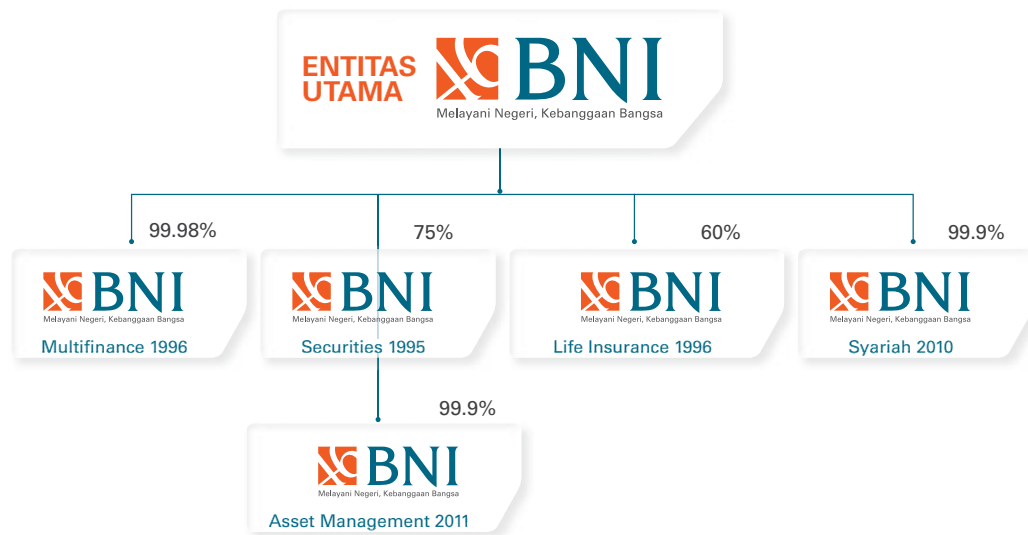 ENTITAS
UTAMA
BNI
Melayani Negeri, Kebanggaan Bangsa
99.98%
75%
60%
99.9%
BNI
Melayani Negeri, Kebanggaan Bangsa
Multifinance 1996
BNI
Melayani Negeri, Kebanggaan Bangsa
Securities 1995
BNI
Melayani Negeri, Kebanggaan Bangsa
Life Insurance 1996
BNI
Melayani Negeri, Kebanggaan Bangsa
Syariah 2010
99.9%
BNI
Melayani Negeri, Kebanggaan Bangsa
Asset Management 2011